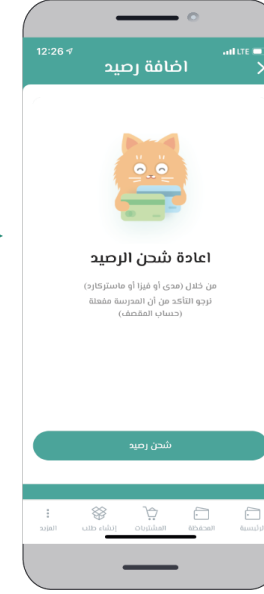 12:26
LTE
اضافة رصيد
اعادة شحن الرصيد
من خلال (مدى أو فيزا أو ماستركارد)
نرجو التأكد من أن المدرسة مفعلة
(حساب المقصف)
شحن رصيد
الرئيسية
المحفظة
المشتريات
إنشاء طلب
المزيد